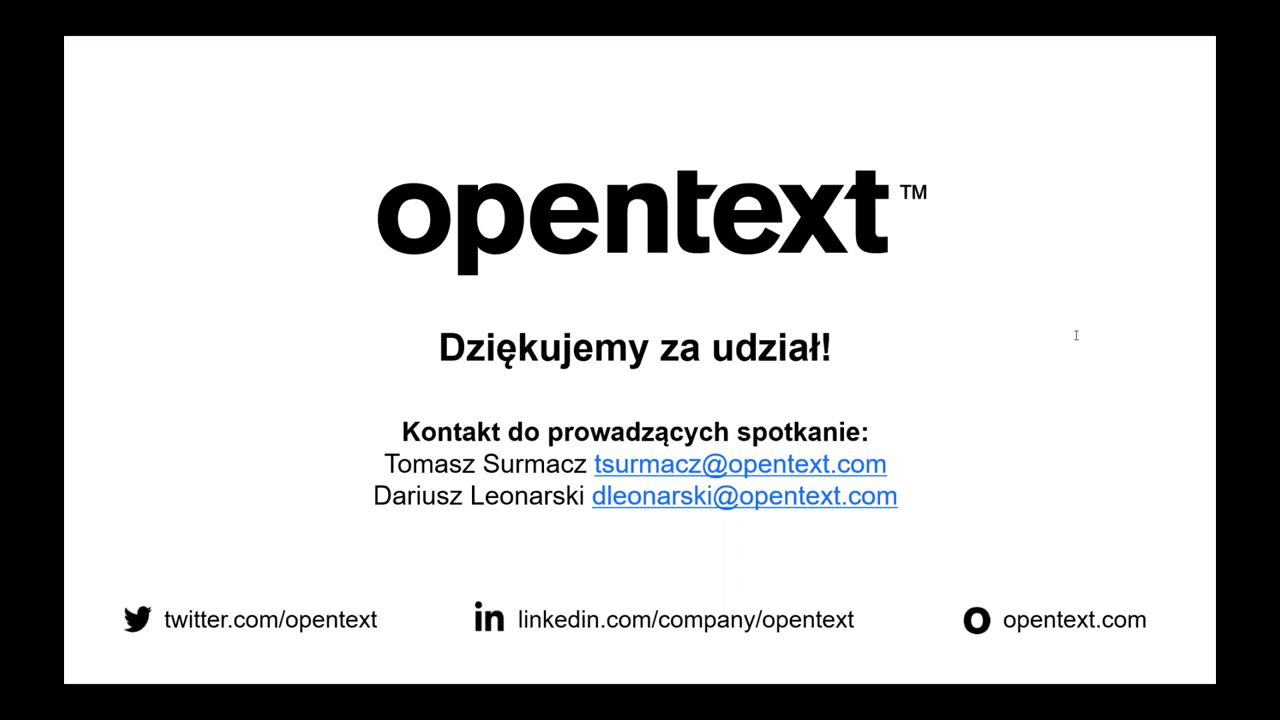 opentext™
Dziękujemy za udział!
Kontakt do prowadzących spotkanie:
Tomasz Surmacz tsurmacz@opentext.com
Dariusz Leonarski dleonarski@opentext.com
twitter.com/opentext
linkedin.com/company/opentext
opentext.com